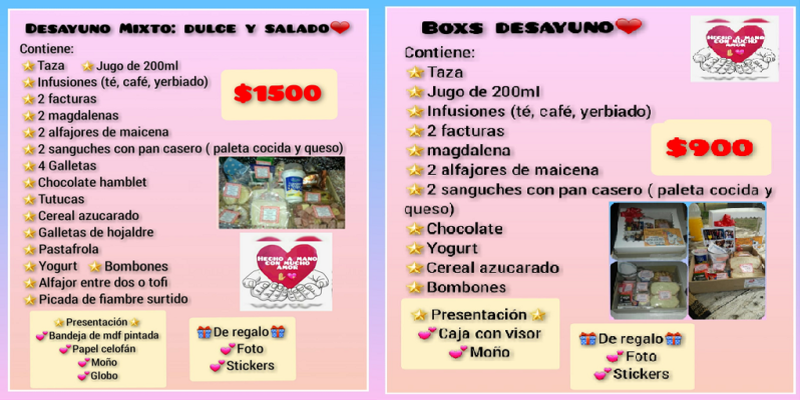 Desayuno Mixto: dulce y salado
Contiene:
Taza Jugo de 200ml
Infusiones (té, café, yerbiado)
$1500
2 facturas
2 magdalenas
2 alfajores de maicena
2 sanguches con pan casero ( paleta cocida y queso)
4 Galletas
Chocolate hamblet
Tutucas
Cereal azucarado
Galletas de hojaldre
Pastafrola
Yogurt Bombones
Alfajor entre dos o tofi
Picada de fiambre surtido
Hecho a mano
con mucho
amor
Presentación
Bandeja de mdf pintada
Papel celofán
Moño
Globo
De regalo
Foto
Stickers
Boxs desayuno
Hecho a mano
con mucho
amor
Contiene:
Taza
Jugo de 200ml
Infusiones (té, café, yerbiado)
2 facturas
magdalena
$900
2 alfajores de maicena
2 sanguches con pan casero ( paleta cocida y
queso)
Chocolate
Yogurt
Cereal azucarado
Bombones
Presentación
Caja con visor
Moño
De regalo
Foto
Stickers